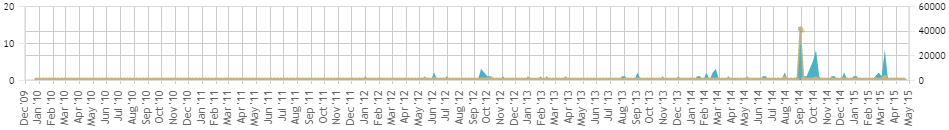 20
10
0
60000
40000
20000
0
Dec '09
Jan '10
Feb '10
Mar '10
Apr '10
May '10
Jun '10
Jul '10
Aug '10
Sep '10
Oct '10
Nov '10
Dec '10
Jan '11
Feb '11
Mar '11
Apr '11
May '11
Jun '11
Jul '11
Aug '11
Sep '11
Oct '11
Nov '11
Dec '11
Jan '12
Feb '12
Mar '12
Apr '12
May '12
Jun '12
Jul '12
Aug '12
Sep '12
Oct '12
Nov '12
Dec '12
Jan '13
Feb '13
Mar '13
Apr '13
May '13
Jun '13
Jul '13
Aug '13
Sep '13
Oct '13
Nov '13
Dec '13
Jan '14
Feb '14
Mar '14
Apr '14
May '14
Jun '14
Jul '14
Aug '14
Sep '14
Oct '14
Nov '14
Dec '14
Jan '15
Feb '15
Mar '15
Apr '15
May '15